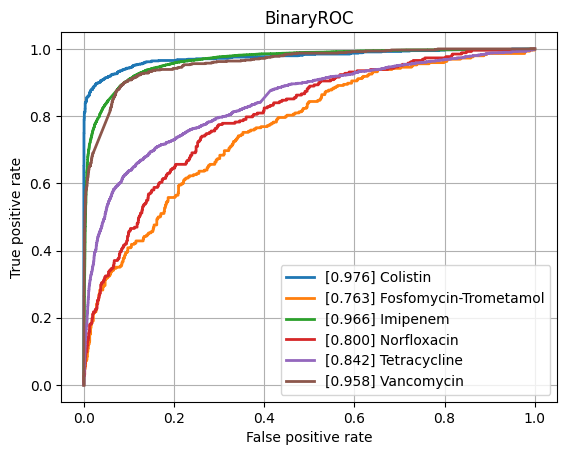 BinaryROC
1.0
0.8
0.6
0.4
0.2
0.0
True positive rate
[0.976] Colistin
[0.763] Fosfomycin-Trometamol
[0.966] Imipenem
[0.800] Norfloxacin
[0.842] Tetracycline
[0.958] Vancomycin
0.0 0.2 0.4 0.6 0.8 1.0
False positive rate